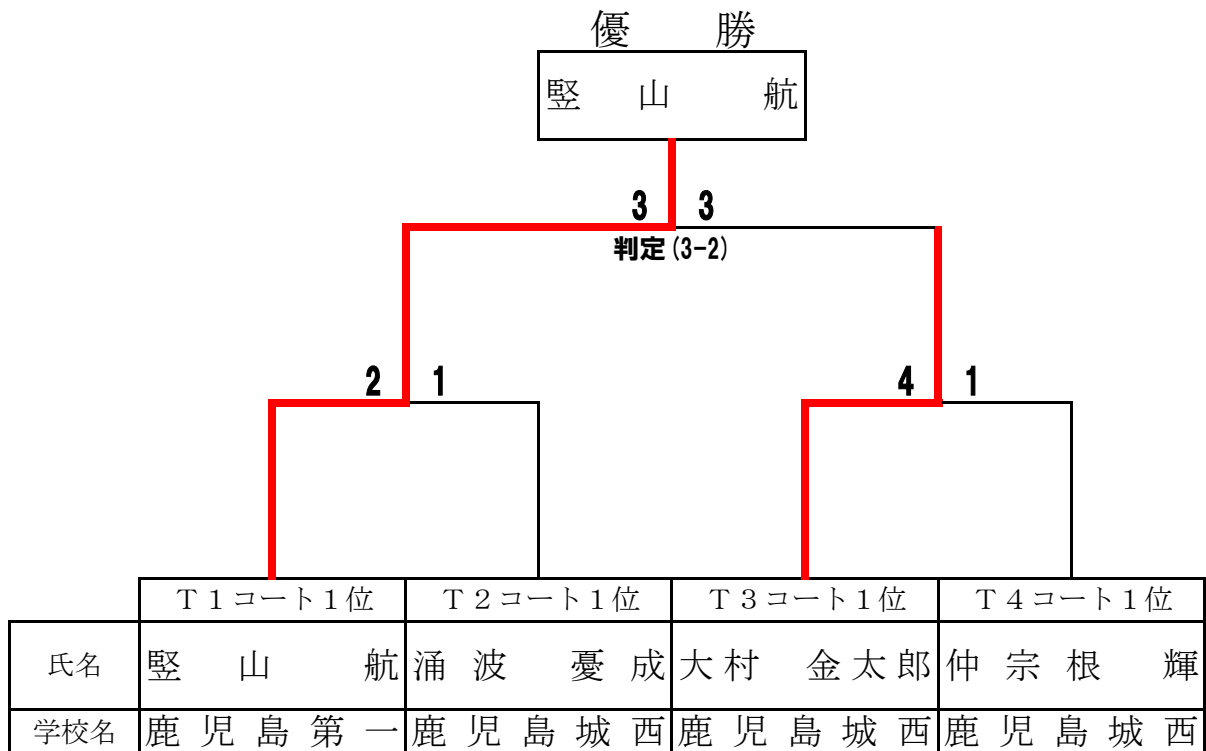 優 勝
竪 山 航
3 3
判定(3-2)
2 1 4 1
T1コート1位 T2コート1位 T3コート1位 T4コート1位
氏名 竪 山 航 涌 波 憂 成 大 村 金太郎 仲 宗 根 輝
学校名 鹿 児 島 第 一 鹿 児 島 城 西 鹿 児 島 城 西 鹿 児 島 城 西